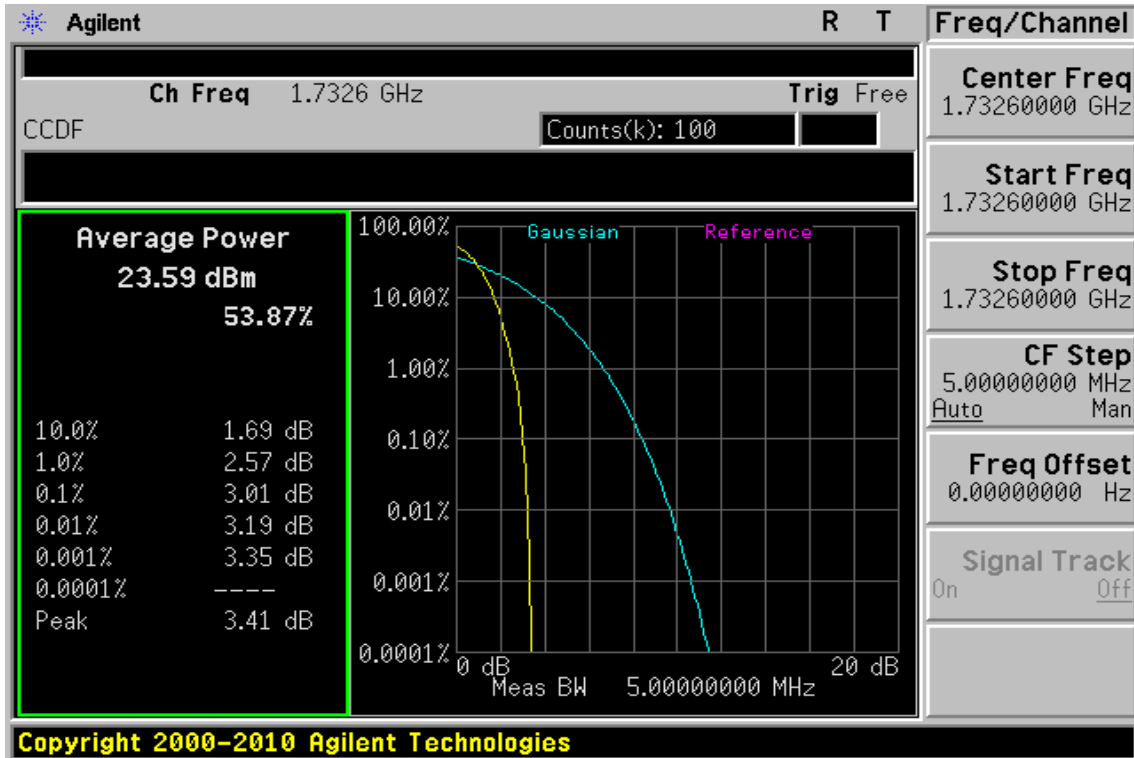 Agilent R T Freq/Channel
Ch Freq 1.7326 GHz Trig Free
CCDF Counts(k): 100
Average Power
23.59 dBm
53.87%
10.0% 1.69 dB
1.0% 2.57 dB
0.1% 3.01 dB
0.01% 3.19 dB
0.001% 3.35 dB
0.0001% ----
Peak 3.41 dB
Gaussian Reference
100.00%
10.00%
1.00%
0.10%
0.01%
0.001%
0.0001%
0 dB 20 dB
Meas BW 5.00000000 MHz
Center Freq
1.73260000 GHz
Start Freq
1.73260000 GHz
Stop Freq
1.73260000 GHz
CF Step
5.00000000 MHz
Auto Man
Freq Offset
0.00000000 Hz
Signal Track
On Off
Copyright 2000-2010 Agilent Technologies